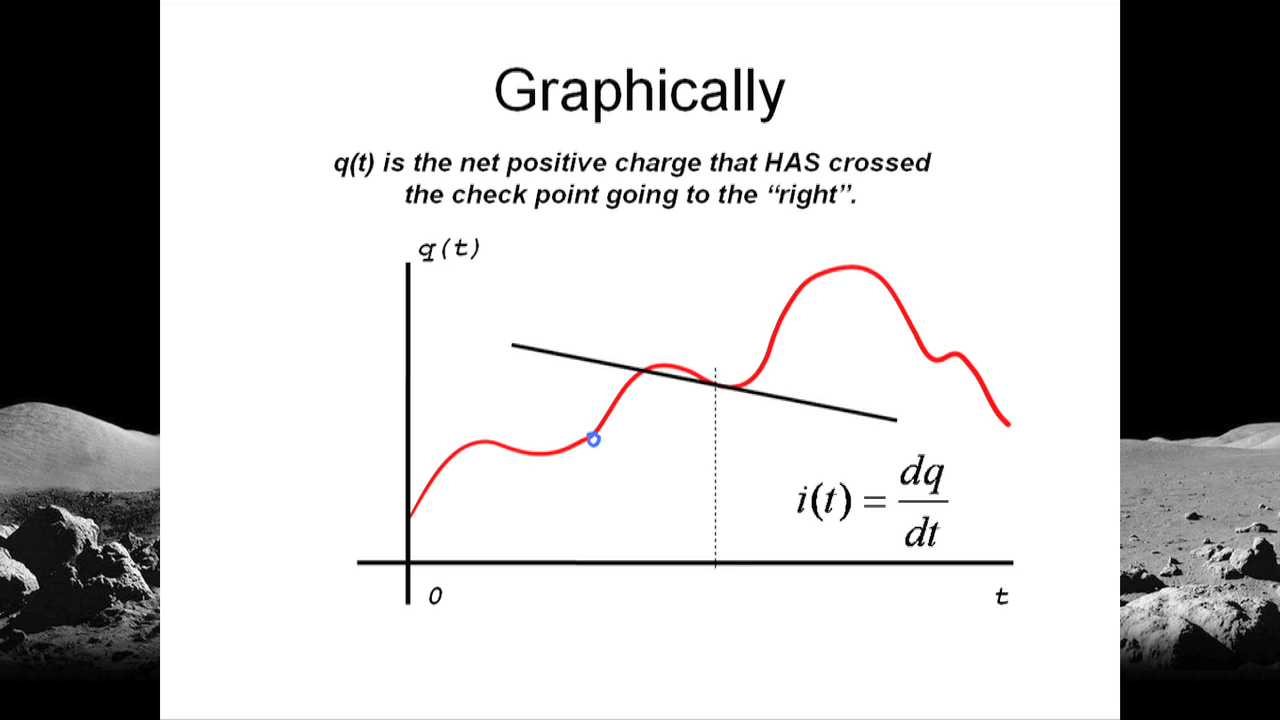 Graphically
q(t) is the net positive charge that HAS crossed
the check point going to the “right”.
q(t)
i(t) = dq/dt
0
t